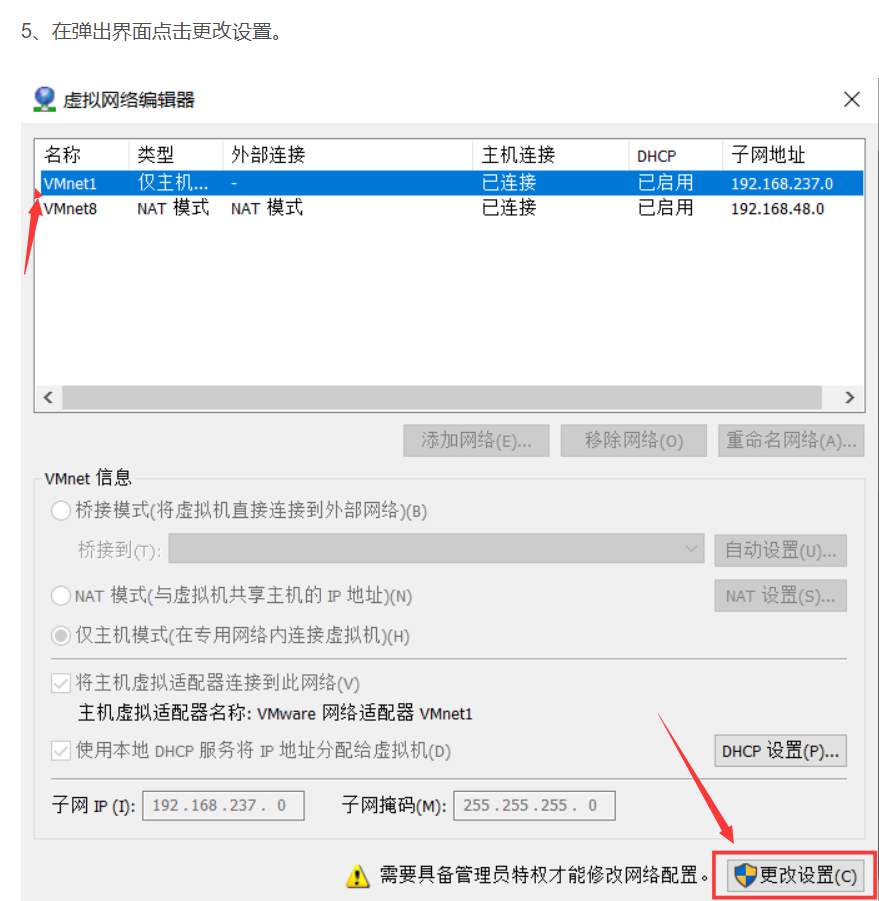 5、在弹出界面点击更改设置。
虚拟网络编辑器
名称 类型 外部连接 主机连接 DHCP 子网地址
VMnet1 仅主机... - 已连接 已启用 192.168.237.0
VMnet8 NAT 模式 NAT 模式 已连接 已启用 192.168.48.0
添加网络(E)... 移除网络(O) 重命名网络(A)...
VMnet 信息
桥接模式(将虚拟机直接连接到外部网络)(B)
桥接到(T): 自动设置(U)...
NAT 模式(与虚拟机共享主机的 IP 地址)(N) NAT 设置(S)...
仅主机模式(在专用网络内连接虚拟机)(H)
将主机虚拟适配器连接到此网络(V)
主机虚拟适配器名称: VMware 网络适配器 VMnet1
使用本地 DHCP 服务将 IP 地址分配给虚拟机(D) DHCP 设置(P)...
子网 IP (I): 192 .168 .237 . 0 子网掩码(M): 255 .255 .255 . 0
需要具备管理员特权才能修改网络配置。 更改设置(C)